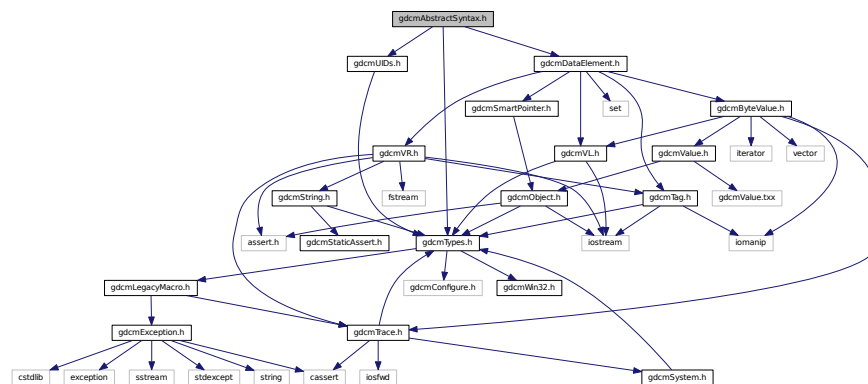 gdcmAbstractSyntax.h
gdcmUIDs.h
gdcmDataElement.h
gdcmSmartPointer.h
set
gdcmByteValue.h
gdcmVR.h
gdcmVL.h
gdcmValue.h
iterator
vector
gdcmString.h
fstream
gdcmObject.h
gdcmTag.h
gdcmValue.txx
assert.h
gdcmStaticAssert.h
gdcmTypes.h
iostream
iomanip
gdcmLegacyMacro.h
gdcmConfigure.h
gdcmWin32.h
gdcmException.h
gdcmTrace.h
cstdlib
exception
sstream
stdexcept
string
cassert
iosfwd
gdcmSystem.h